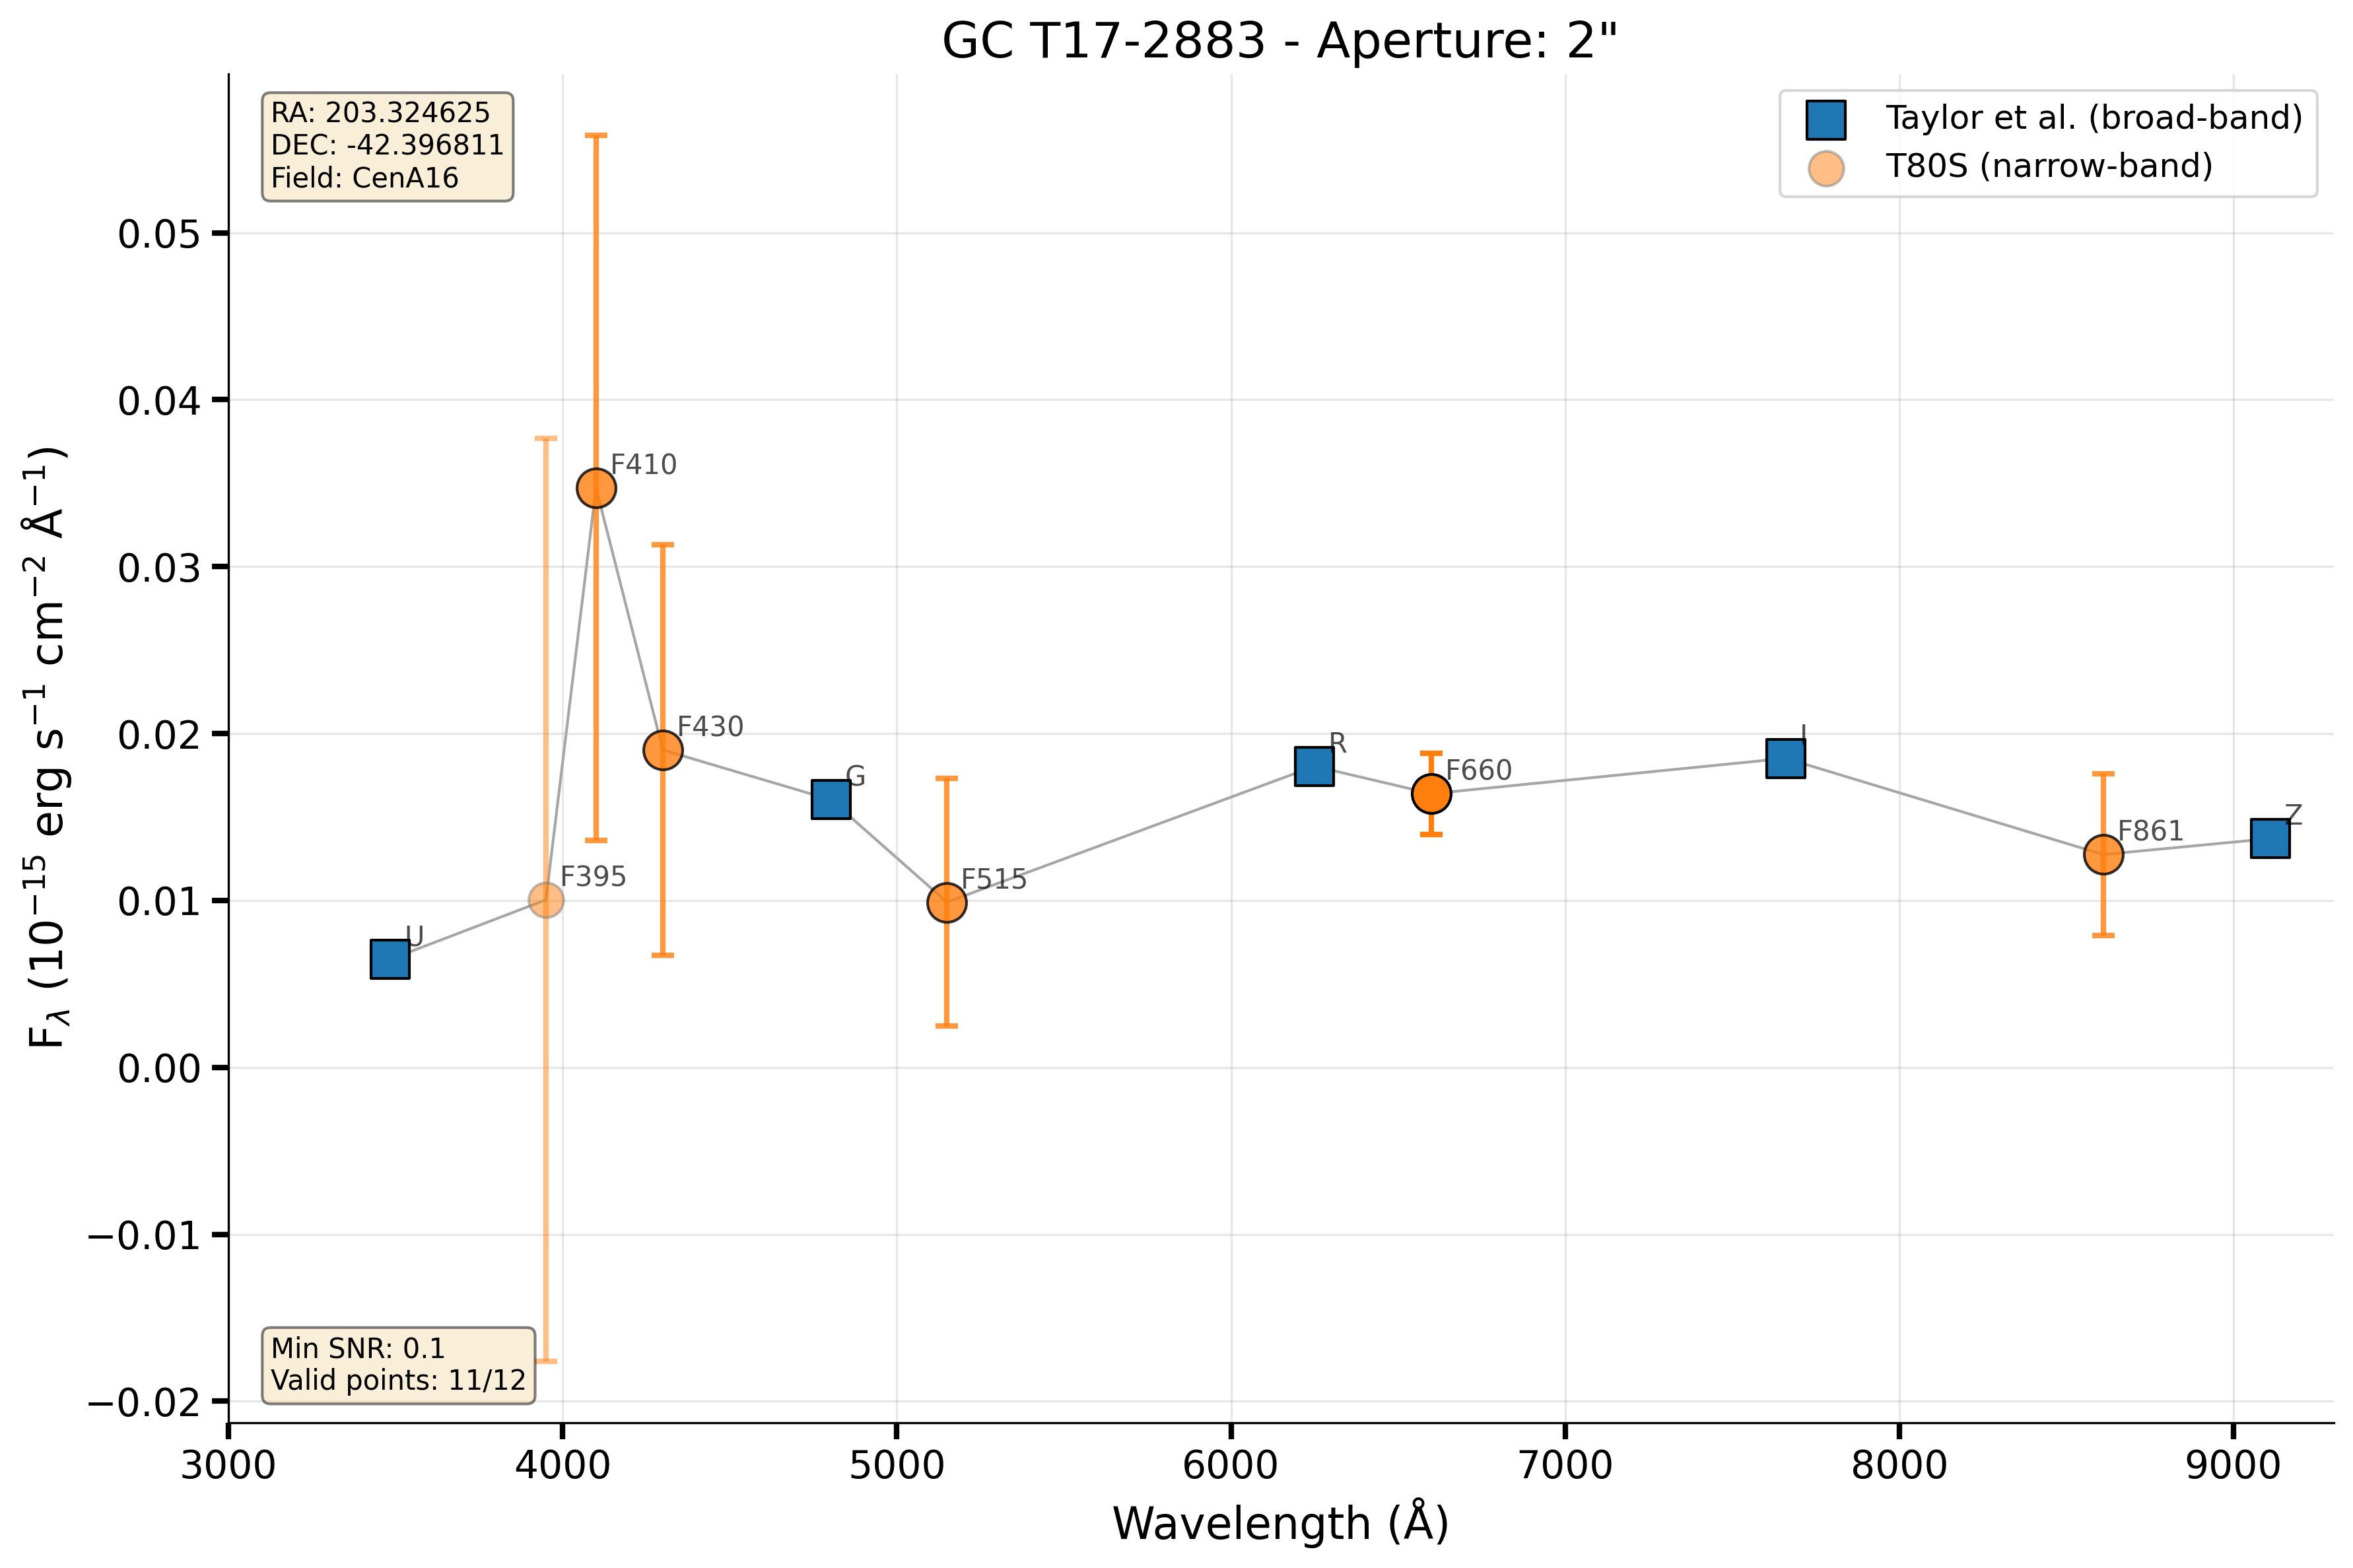 GC T17-2883 - Aperture: 2"
RA: 203.324625
DEC: -42.396811
Field: CenA16
Taylor et al. (broad-band)
T80S (narrow-band)
0.05
0.04
0.03
0.02
0.01
0.00
−0.01
−0.02
F_λ (10⁻¹⁵ erg s⁻¹ cm⁻² Å⁻¹)
U
F395
F410
F430
G
F515
R
F660
I
F861
Z
Min SNR: 0.1
Valid points: 11/12
3000 4000 5000 6000 7000 8000 9000
Wavelength (Å)